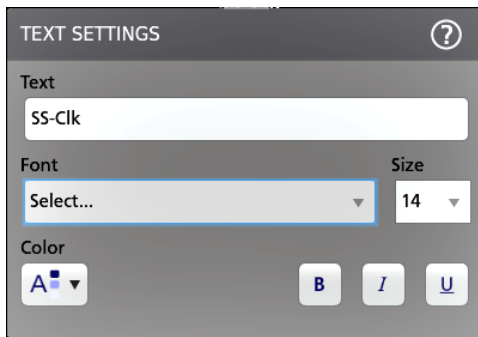 TEXT SETTINGS ?
Text
SS-Clk
Font Size
Select... 14
Color
A B I U